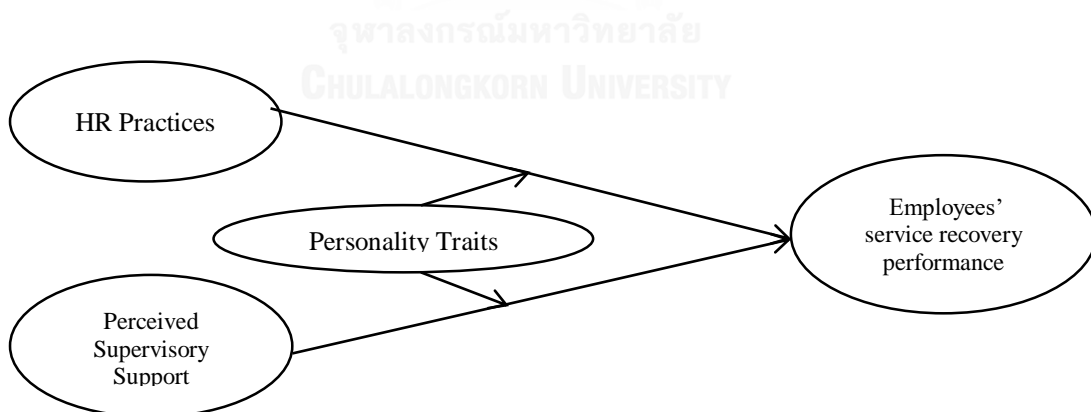 จุฬาลงกรณ์มหาวิทยาลัย
CHULALONGKORN UNIVERSITY
HR Practices
Personality Traits
Employees’
service recovery
performance
Perceived
Supervisory
Support